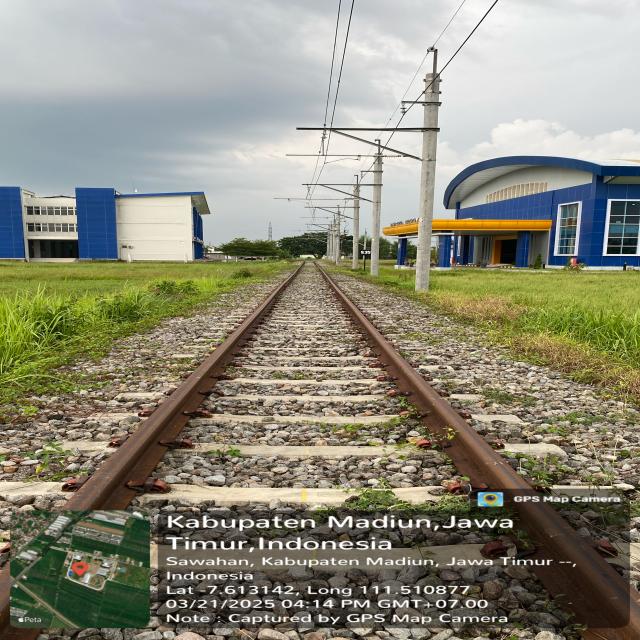 GPS Map Camera
Kabupaten Madiun,Jawa
Timur,Indonesia
Sawahan, Kabupaten Madiun, Jawa Timur --,
Indonesia
Lat -7.613142, Long 111.510877
03/21/2025 04:14 PM GMT+07.00
Note : Captured by GPS Map Camera
Peta